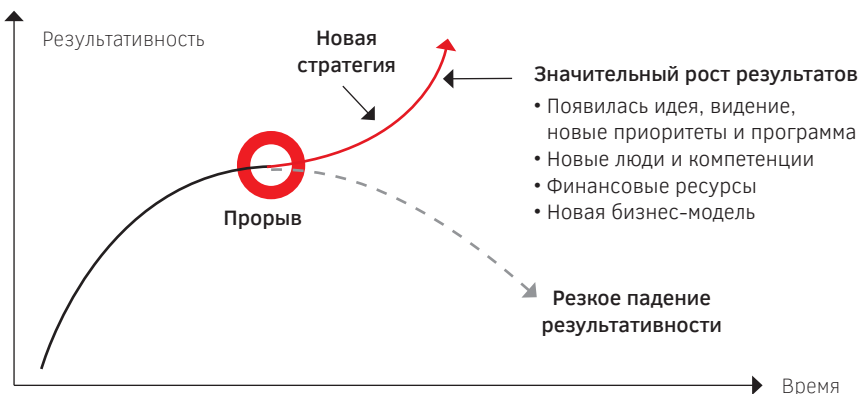 Результативность
Новая
стратегия
Значительный рост результатов
• Появилась идея, видение,
новые приоритеты и программа
• Новые люди и компетенции
• Финансовые ресурсы
• Новая бизнес-модель
Прорыв
Резкое падение
результативности
Время